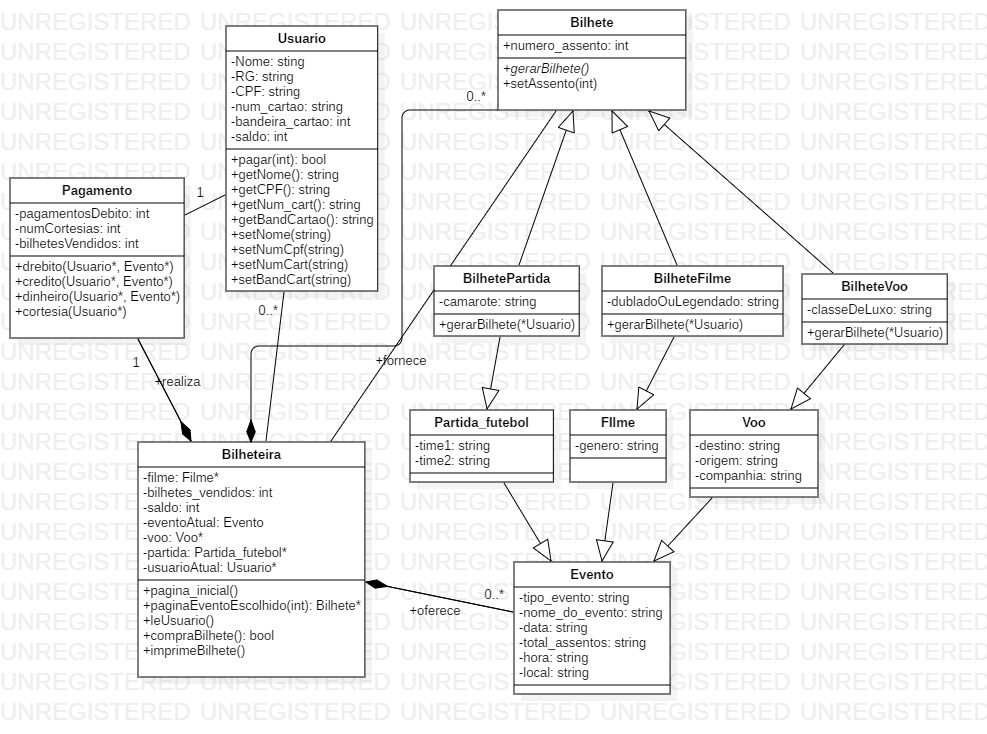 Bilhete
+numero_assento: int
+gerarBilhete()
+setAssento(int)
Usuario
-Nome: sting
-RG: string
-CPF: string
-num_cartao: string
-bandeira_cartao: int
-saldo: int
+pagar(int): bool
+getNome(): string
+getCPF(): string
+getNum_cart(): string
+getBandCartao(): string
+setNome(string)
+setNumCpf(string)
+setNumCart(string)
+setBandCart(string)
0..*
Pagamento
-pagamentosDebito: int
-numCortesias: int
-bilhetesVendidos: int
+drebito(Usuario*, Evento*)
+credito(Usuario*, Evento*)
+dinheiro(Usuario*, Evento*)
+cortesia(Usuario*)
1
BilhetePartida
-camarote: string
+gerarBilhete(*Usuario)
BilheteFilme
-dubladoOuLegendado: string
+gerarBilhete(*Usuario)
BilheteVoo
-classeDeLuxo: string
+gerarBilhete(*Usuario)
0..*
1
+realiza
+fornece
Partida_futebol
-time1: string
-time2: string
FIlme
-genero: string
Voo
-destino: string
-origem: string
-companhia: string
Bilheteira
-filme: Filme*
-bilhetes_vendidos: int
-saldo: int
-eventoAtual: Evento
-voo: Voo*
-partida: Partida_futebol*
-usuarioAtual: Usuario*
+pagina_inicial()
+paginaEventoEscolhido(int): Bilhete*
+leUsuario()
+compraBilhete(): bool
+imprimeBilhete()
0..*
+oferece
Evento
-tipo_evento: string
-nome_do_evento: string
-data: string
-total_assentos: string
-hora: string
-local: string